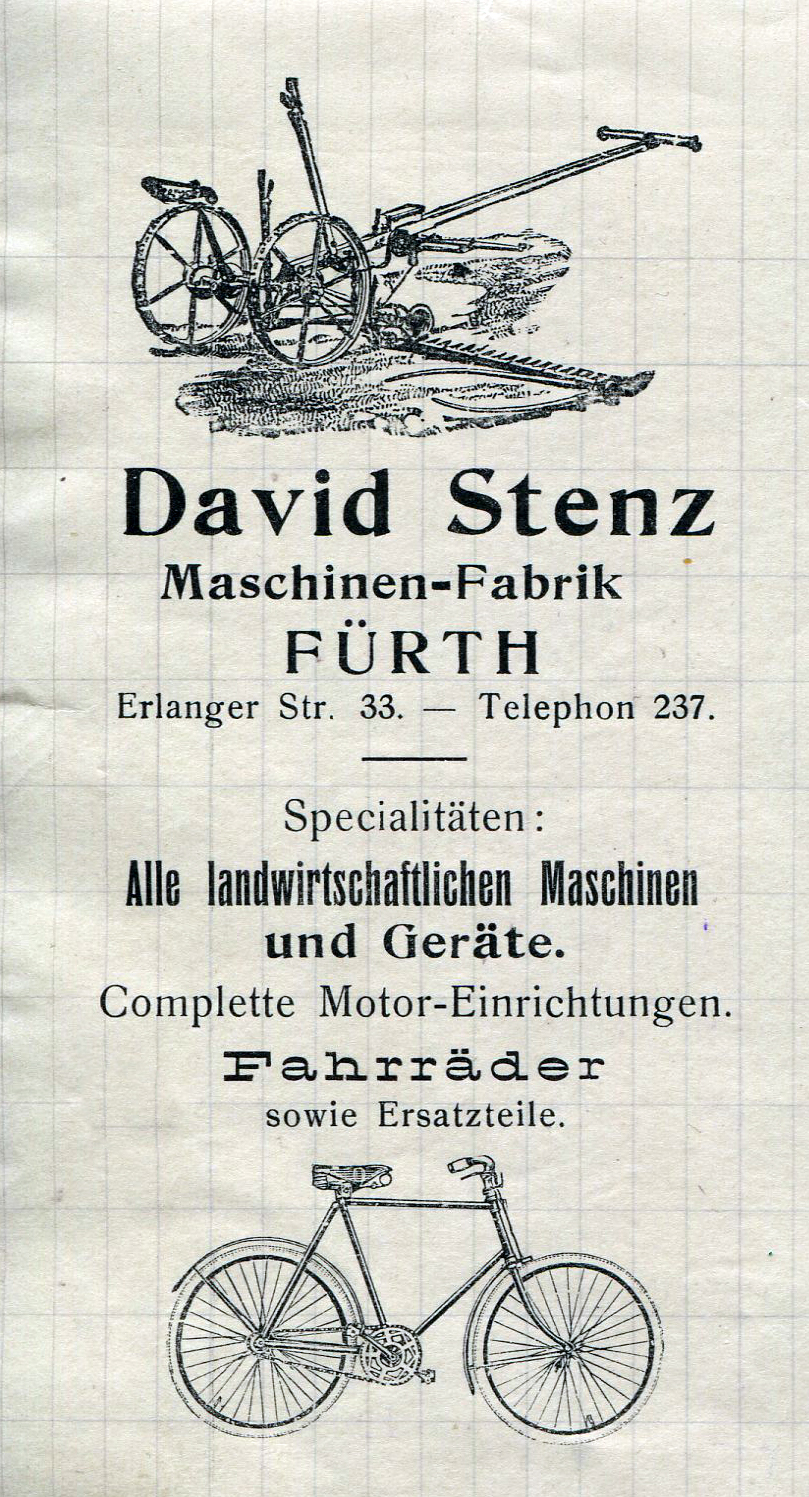 David Stenz
Maschinen-Fabrik
FÜRTH
Erlanger Str. 33. — Telephon 237.
Specialitäten:
Alle landwirtschaftlichen Maschinen
und Geräte.
Complette Motor-Einrichtungen.
Fahrräder
sowie Ersatzteile.